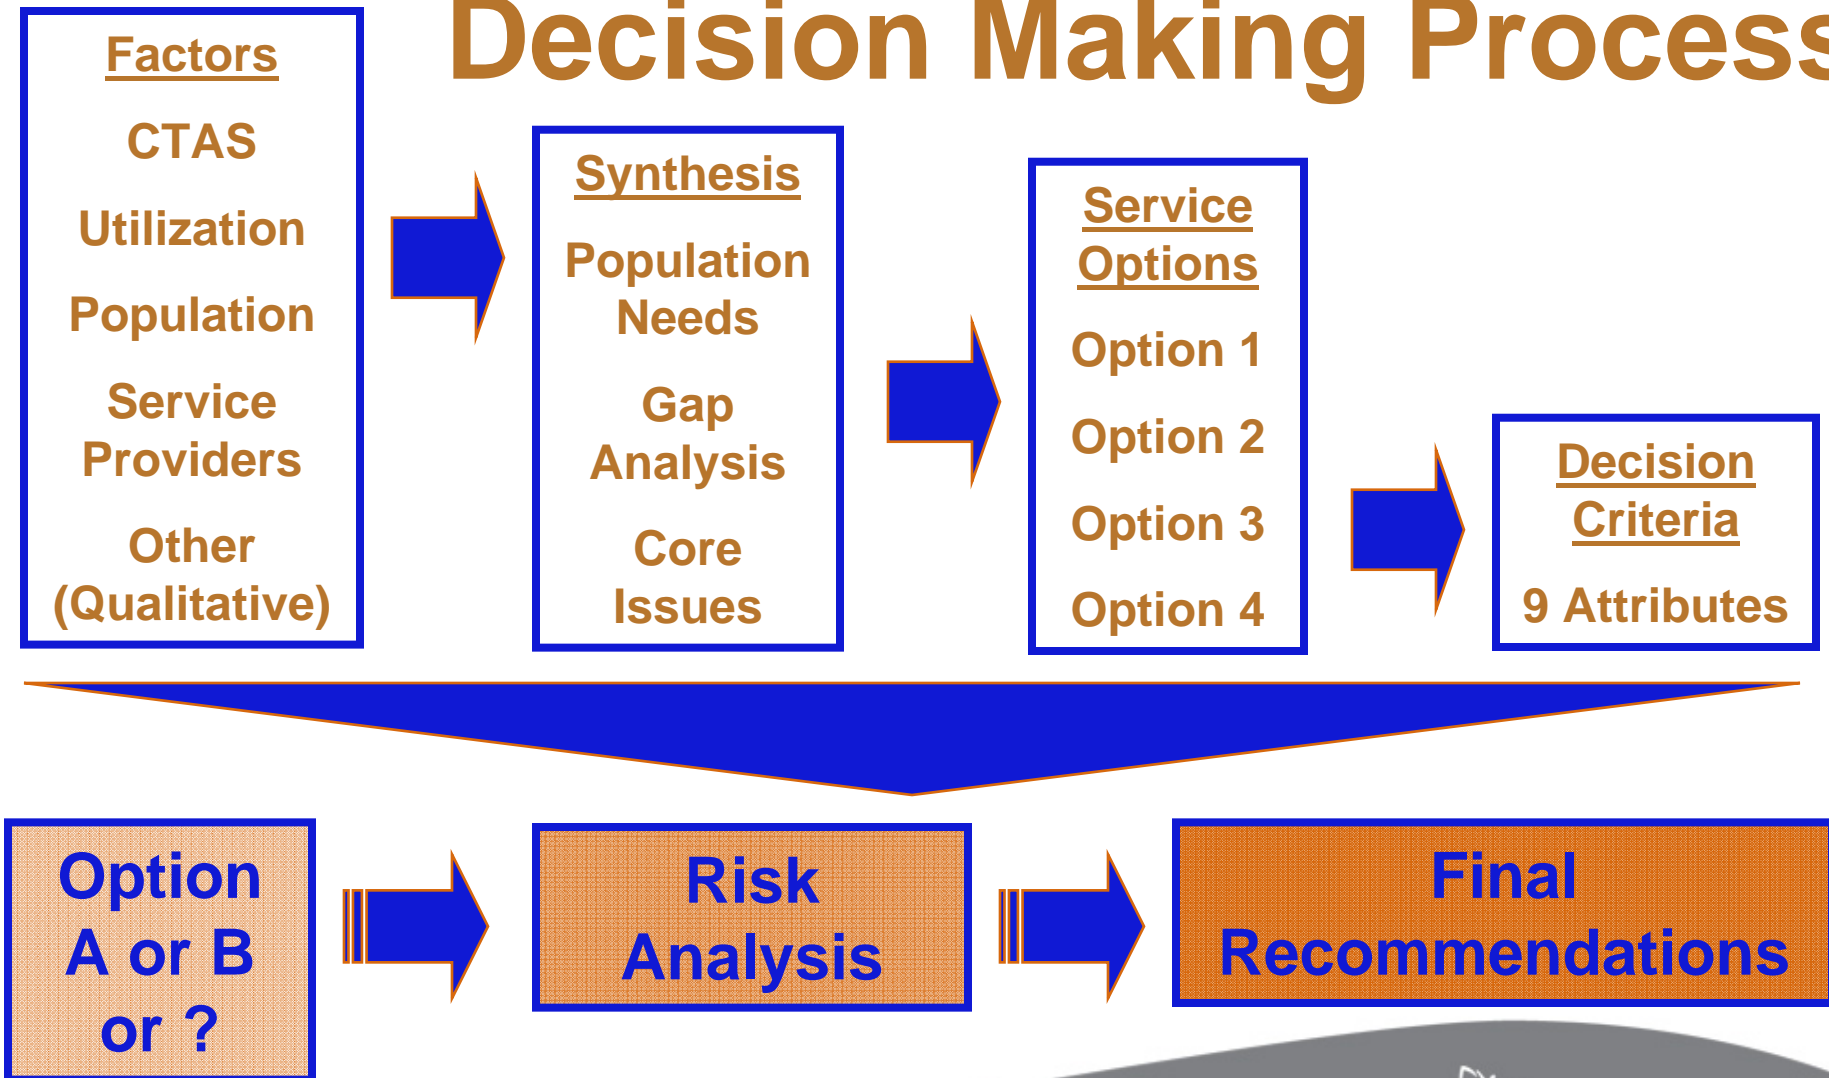 Decision Making Process
Factors
CTAS
Utilization
Population
Service
Providers
Other
(Qualitative)
Synthesis
Population
Needs
Gap
Analysis
Core
Issues
Service
Options
Option 1
Option 2
Option 3
Option 4
Decision
Criteria
9 Attributes
Option
A or B
or ?
Risk
Analysis
Final
Recommendations